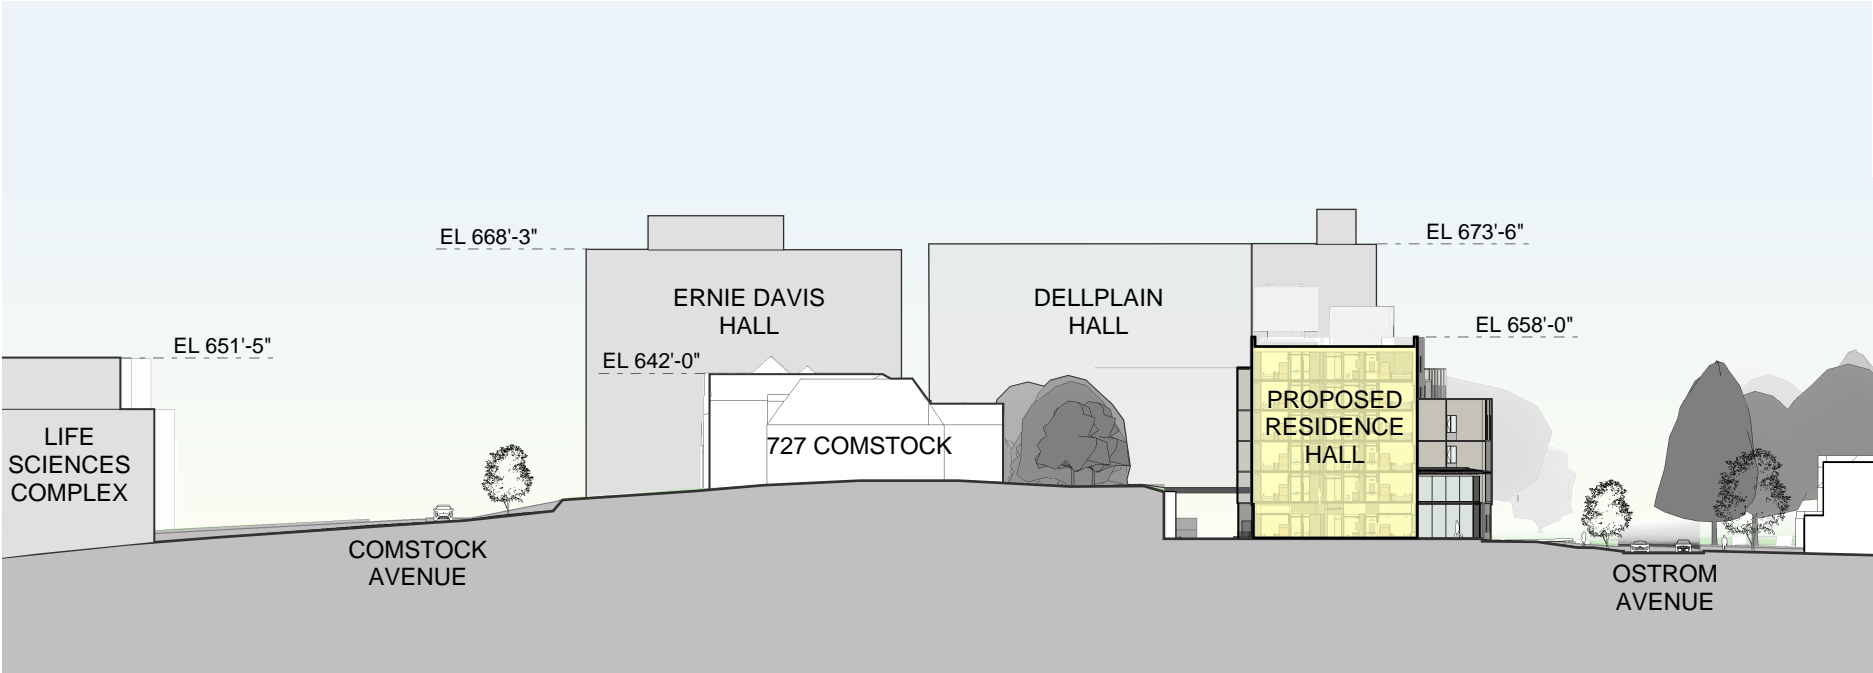 EL 668'-3"
EL 673'-6"
ERNIE DAVIS
HALL
DELLPLAIN
HALL
EL 658'-0"
EL 651'-5"
EL 642'-0"
PROPOSED
RESIDENCE
HALL
727 COMSTOCK
LIFE
SCIENCES
COMPLEX
COMSTOCK
AVENUE
OSTROM
AVENUE